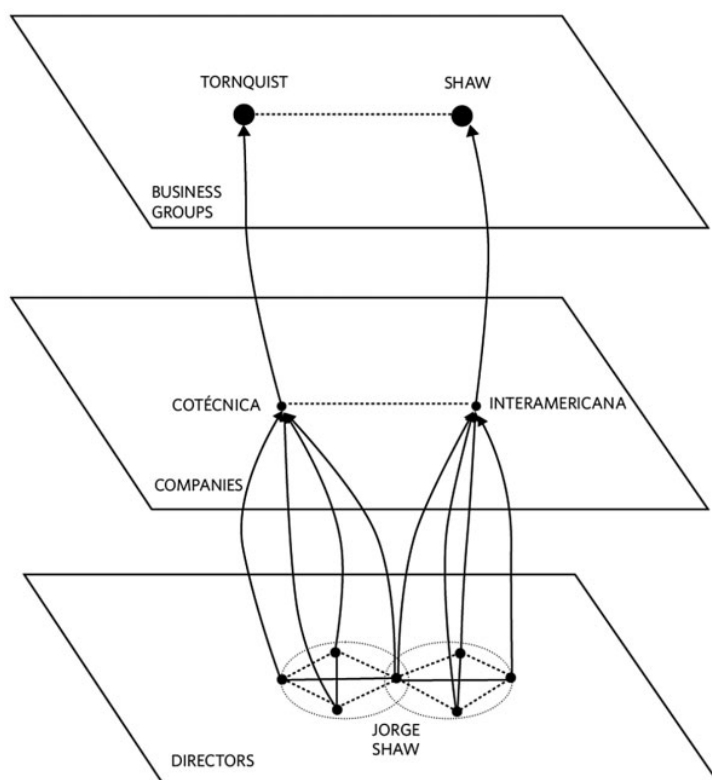 TORNQUIST
SHAW
BUSINESS
GROUPS
COTÉCNICA
INTERAMERICANA
COMPANIES
JORGE
SHAW
DIRECTORS